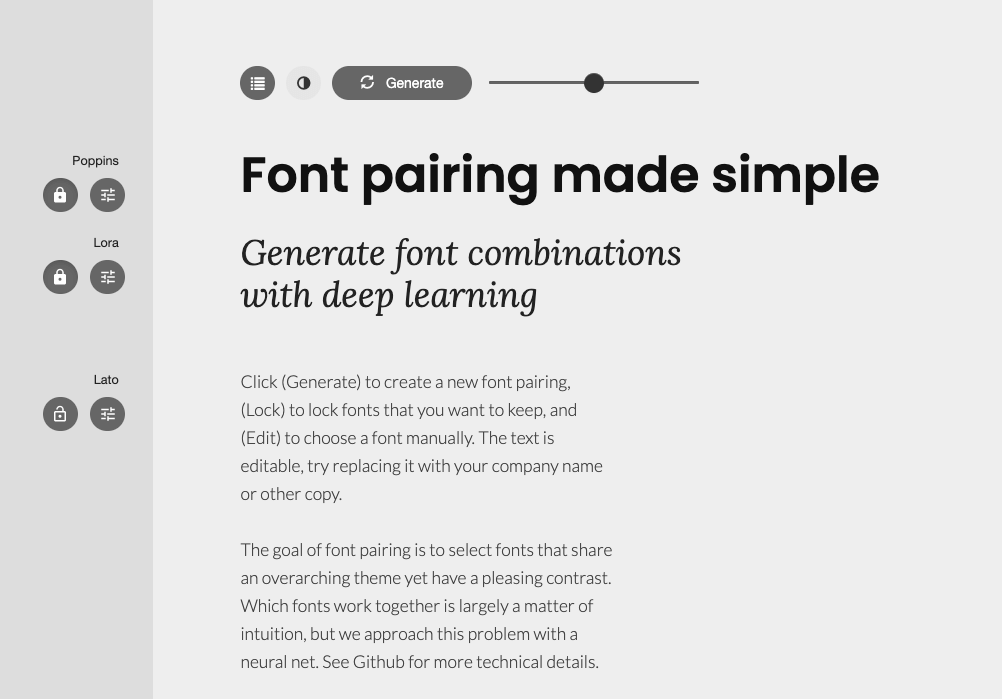 Generate
Poppins
Font pairing made simple
Lora
Generate font combinations
with deep learning
Lato
Click (Generate) to create a new font pairing,
(Lock) to lock fonts that you want to keep, and
(Edit) to choose a font manually. The text is
editable, try replacing it with your company name
or other copy.
The goal of font pairing is to select fonts that share
an overarching theme yet have a pleasing contrast.
Which fonts work together is largely a matter of
intuition, but we approach this problem with a
neural net. See Github for more technical details.